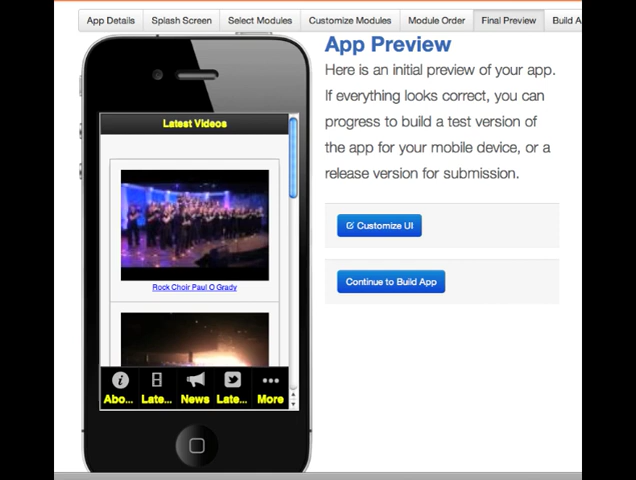 App Details Splash Screen Select Modules Customize Modules Module Order Final Preview Build A
App Preview
Here is an initial preview of your app.
If everything looks correct, you can
progress to build a test version of
the app for your mobile device, or a
release version for submission.
Customize UI
Continue to Build App
Latest Videos
Rock Choir Paul O Grady
Abo... Late... News Late... More